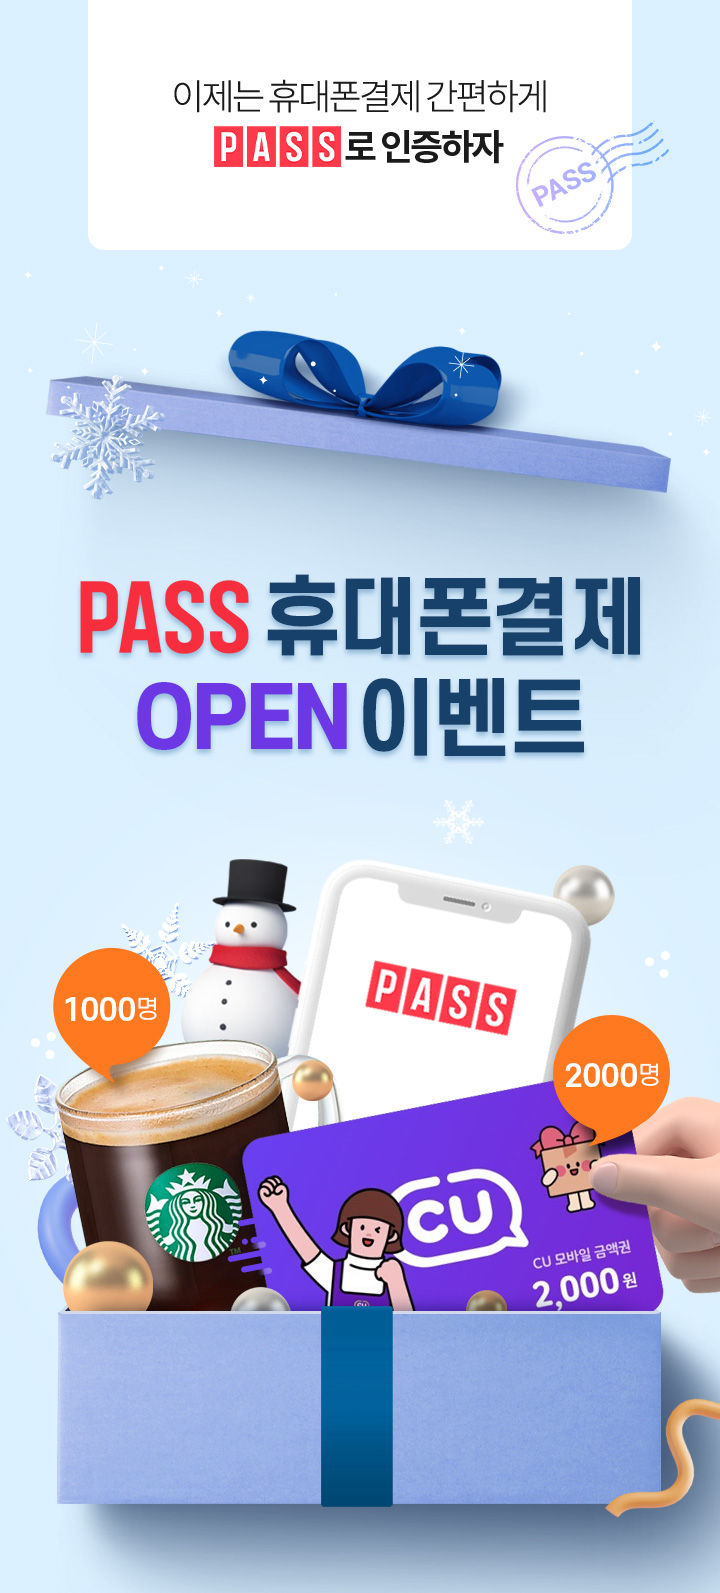 이제는 휴대폰결제 간편하게
PASS로 인증하자
PASS
PASS 휴대폰결제
OPEN 이벤트
PASS
1000명
2000명
CU
CU 모바일 금액권
2,000원
TM
CU